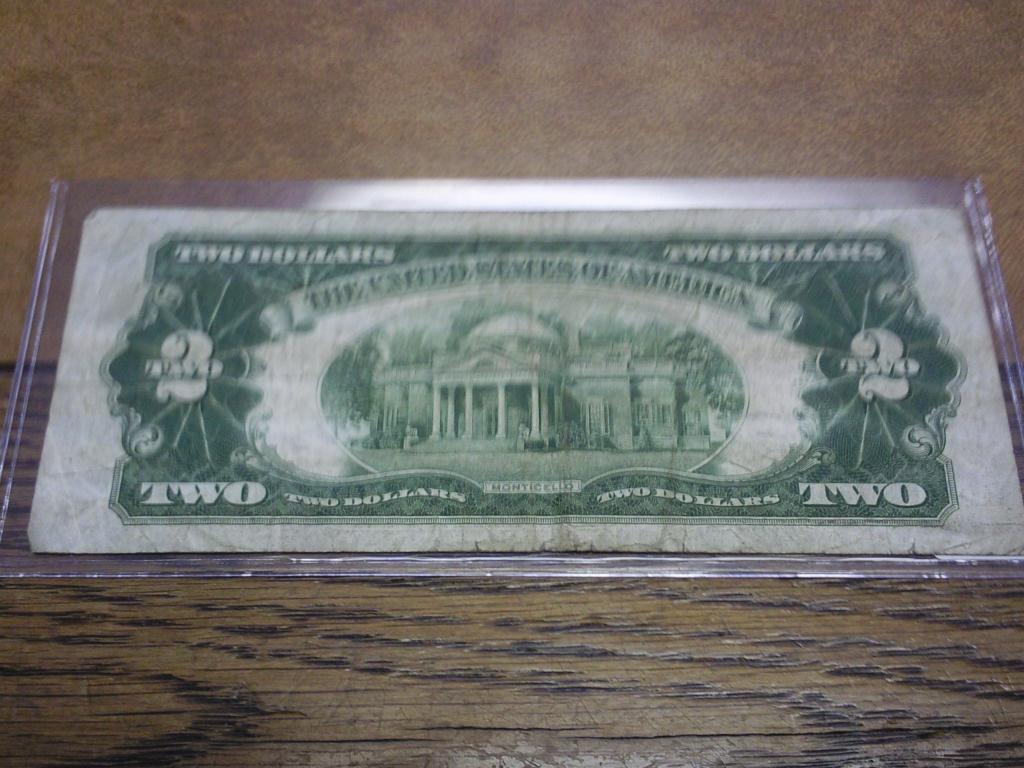 TWO DOLLARS TWO DOLLARS
THE UNITED STATES OF AMERICA
2 2
TWO TWO
MONTICELLO
TWO TWO DOLLARS TWO DOLLARS TWO